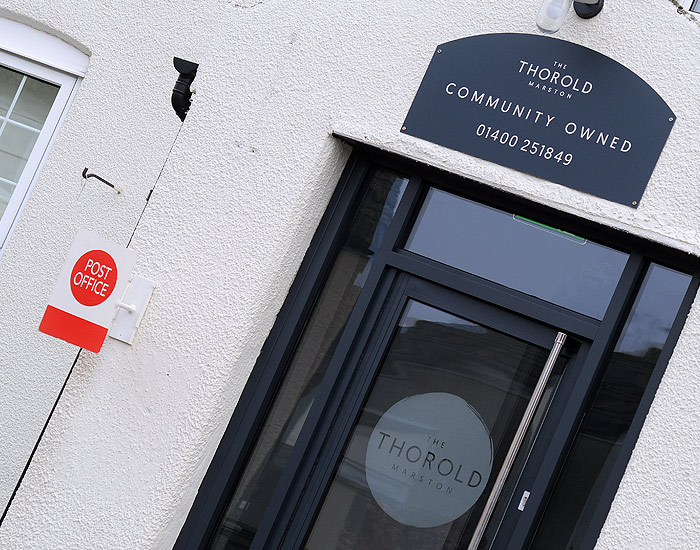 THE
THOROLD
MARSTON
COMMUNITY OWNED
01400 251849
POST
OFFICE
THE
THOROLD
MARSTON